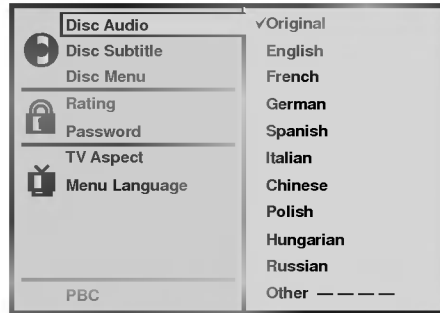 Disc Audio
Disc Subtitle
Disc Menu
Rating
Password
TV Aspect
Menu Language
PBC
✓Original
English
French
German
Spanish
Italian
Chinese
Polish
Hungarian
Russian
Other — — — —